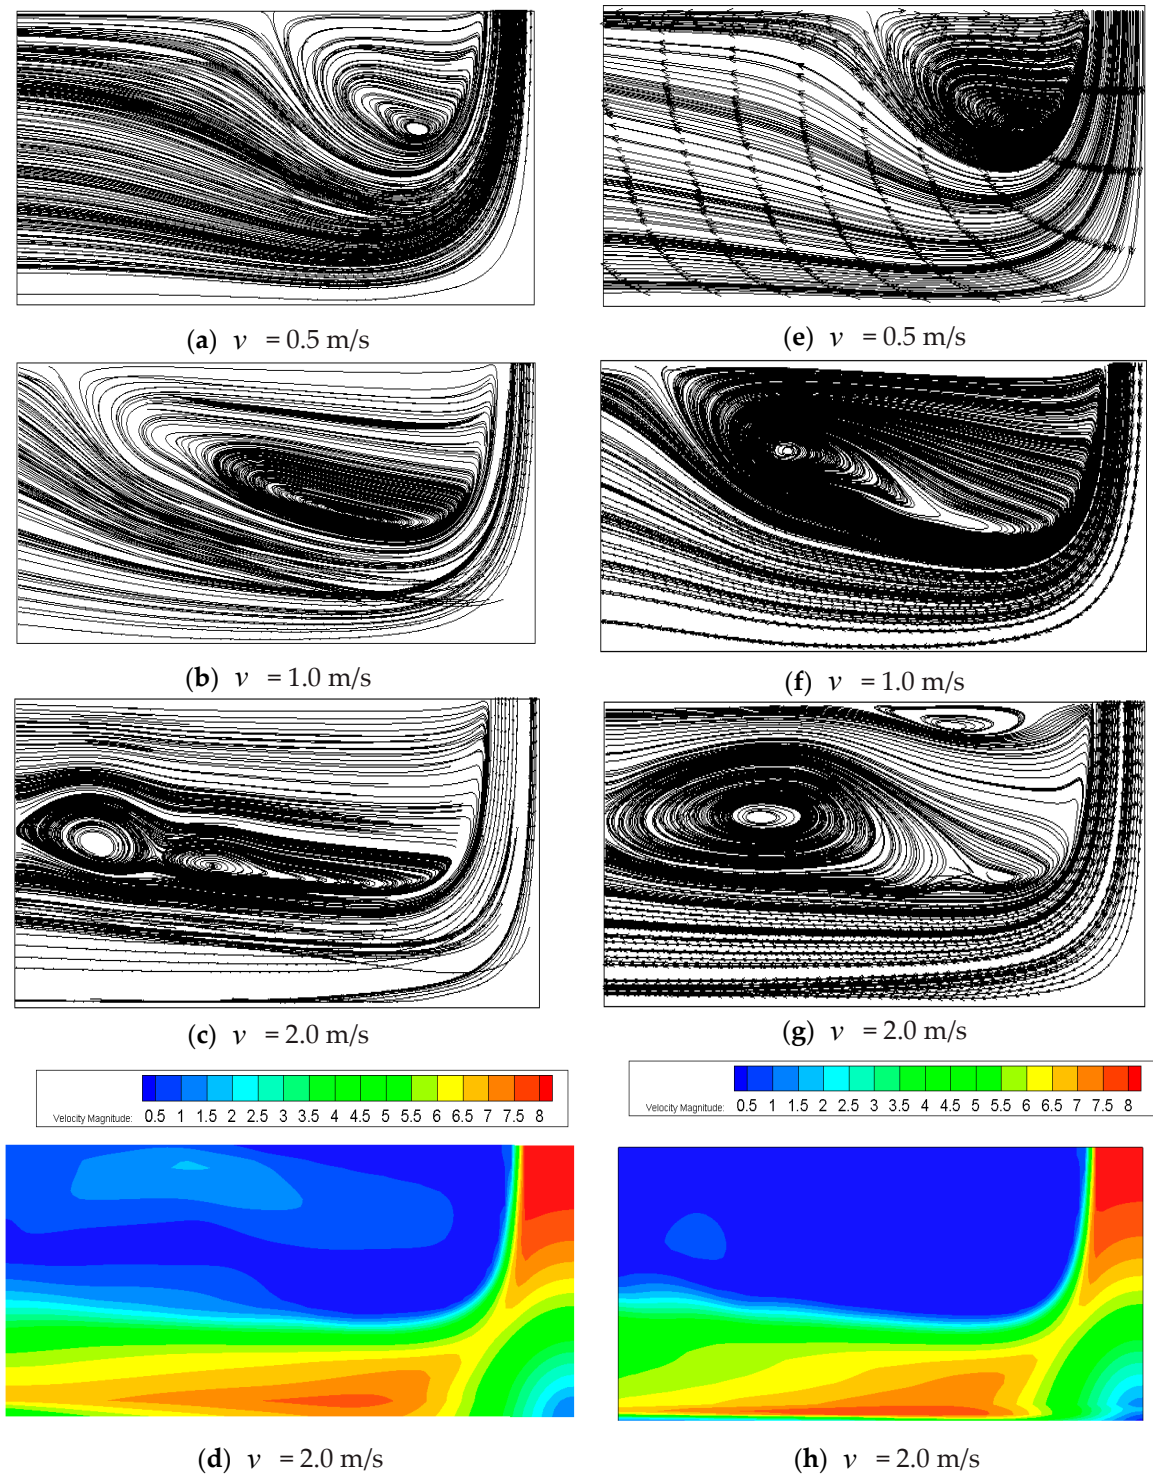 (a) v = 0.5 m/s
(e) v = 0.5 m/s
(b) v = 1.0 m/s
(f) v = 1.0 m/s
(c) v = 2.0 m/s
(g) v = 2.0 m/s
Velocity Magnitude: 0.5 1 1.5 2 2.5 3 3.5 4 4.5 5 5.5 6 6.5 7 7.5 8
Velocity Magnitude: 0.5 1 1.5 2 2.5 3 3.5 4 4.5 5 5.5 6 6.5 7 7.5 8
(d) v = 2.0 m/s
(h) v = 2.0 m/s